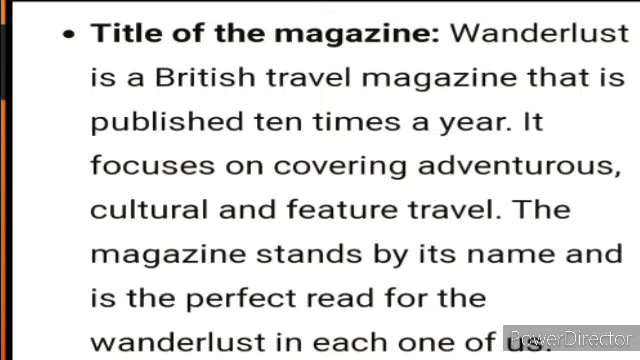 • Title of the magazine: Wanderlust
is a British travel magazine that is
published ten times a year. It
focuses on covering adventurous,
cultural and feature travel. The
magazine stands by its name and
is the perfect read for the
wanderlust in each one of us.
PowerDirector